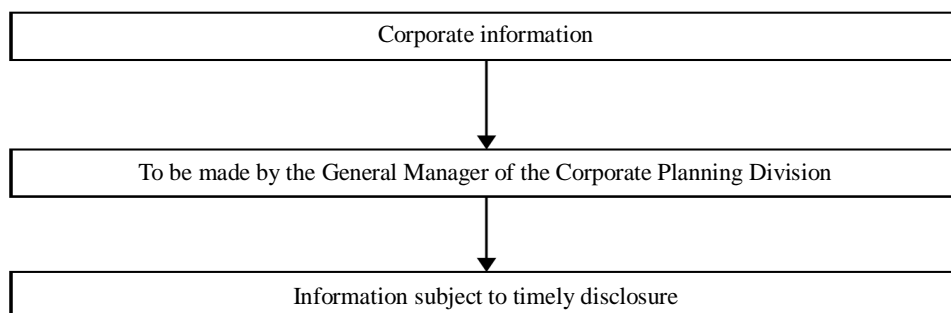 Corporate information
To be made by the General Manager of the Corporate Planning Division
Information subject to timely disclosure